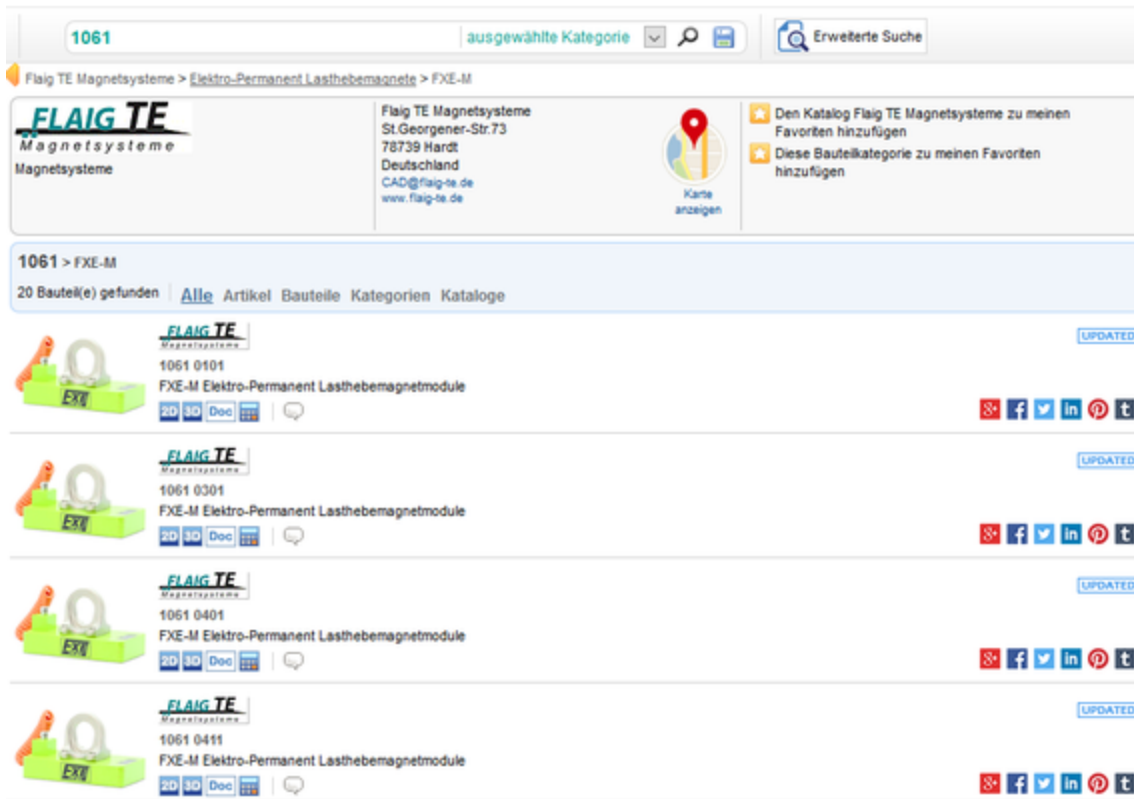 1061
ausgewählte Kategorie
Erweiterte Suche
Flaig TE Magnetsysteme > Elektro-Permanent Lasthebemagnete > FXE-M
FLAIG TE
Magnetsysteme
Magnetsysteme
Flaig TE Magnetsysteme
St.Georgener-Str.73
78739 Hardt
Deutschland
CAD@flaig-te.de
www.flaig-te.de
Karte
anzeigen
Den Katalog Flaig TE Magnetsysteme zu meinen
Favoriten hinzufügen
Diese Bauteilkategorie zu meinen Favoriten
hinzufügen
1061 > FXE-M
20 Bauteil(e) gefunden
Alle Artikel Bauteile Kategorien Kataloge
FLAIG TE
Magnetsysteme
UPDATED
1061 0101
FXE-M Elektro-Permanent Lasthebemagnetmodule
2D 3D Doc
FLAIG TE
Magnetsysteme
UPDATED
1061 0301
FXE-M Elektro-Permanent Lasthebemagnetmodule
2D 3D Doc
FLAIG TE
Magnetsysteme
UPDATED
1061 0401
FXE-M Elektro-Permanent Lasthebemagnetmodule
2D 3D Doc
FLAIG TE
Magnetsysteme
UPDATED
1061 0411
FXE-M Elektro-Permanent Lasthebemagnetmodule
2D 3D Doc